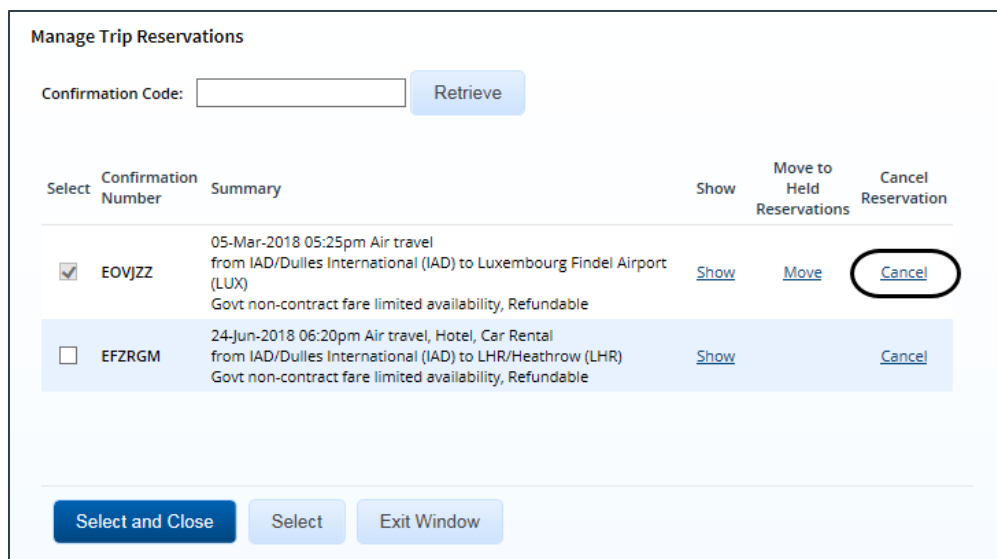 Manage Trip Reservations
Confirmation Code:
Retrieve
Select
Confirmation
Number
Summary
Show
Move to
Held
Reservations
Cancel
Reservation
EOVJZZ
05-Mar-2018 05:25pm Air travel
from IAD/Dulles International (IAD) to Luxembourg Findel Airport
(LUX)
Govt non-contract fare limited availability, Refundable
Show
Move
Cancel
EFZRGM
24-Jun-2018 06:20pm Air travel, Hotel, Car Rental
from IAD/Dulles International (IAD) to LHR/Heathrow (LHR)
Govt non-contract fare limited availability, Refundable
Show
Cancel
Select and Close
Select
Exit Window